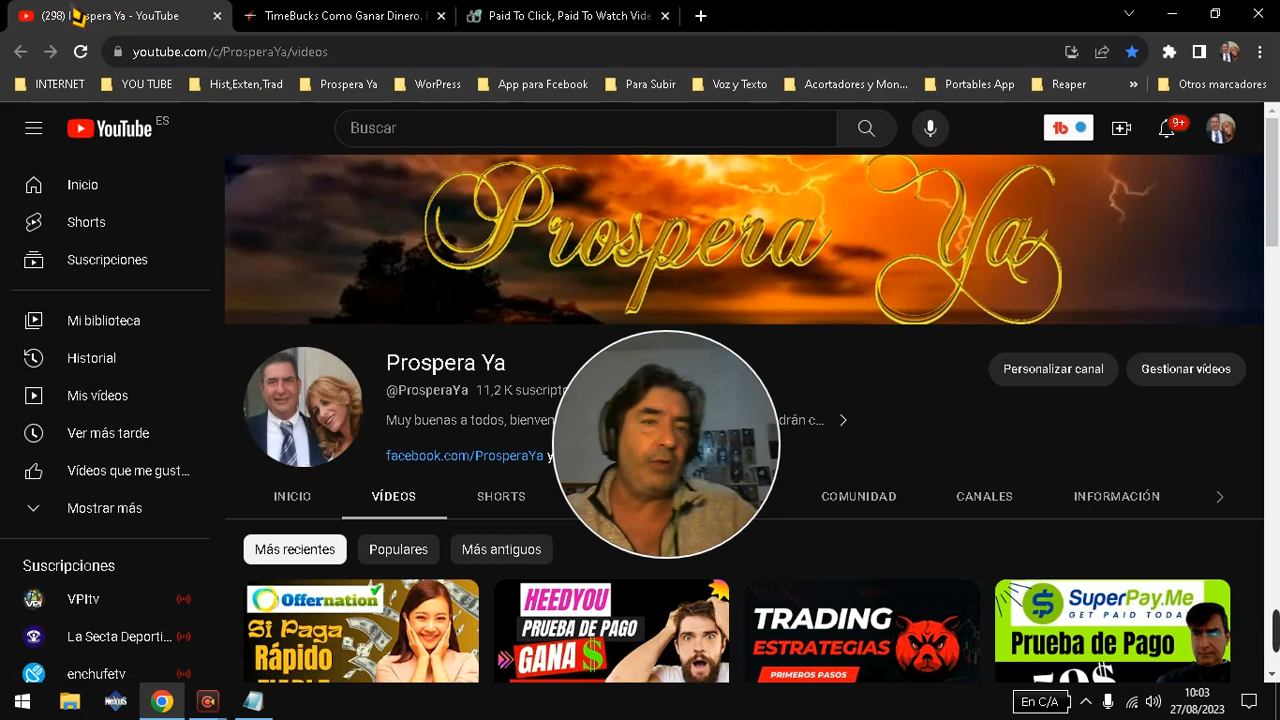 (298) Prospera Ya - YouTube
TimeBucks Como Ganar Dinero. E
Paid To Click, Paid To Watch Vide
youtube.com/c/ProsperaYa/videos
INTERNET
YOU TUBE
Hist,Exten,Trad
Prospera Ya
WorPress
App para Fcebook
Para Subir
Voz y Texto
Acortadores y Mon...
Portables App
Reaper
»
Otros marcadores
YouTube ES
Buscar
9+
Inicio
Shorts
Suscripciones
Mi biblioteca
Historial
Mis vídeos
Ver más tarde
Vídeos que me gust...
Mostrar más
Suscripciones
VPItv
La Secta Deporti...
enchufetv
Prospera Ya
Prospera Ya
@ProsperaYa 11,2 K suscripto
Muy buenas a todos, bienven
drán c...
facebook.com/ProsperaYa y
Personalizar canal
Gestionar vídeos
INICIO
VÍDEOS
SHORTS
COMUNIDAD
CANALES
INFORMACIÓN
Más recientes
Populares
Más antiguos
Offernation
Si Paga
Rápido
HEEDYOU
PRUEBA DE PAGO
GANA $
TRADING
ESTRATEGIAS
PRIMEROS PASOS
SuperPay.Me
GET PAID TODAY
Prueba de Pago
En C/A
10:03
27/08/2023